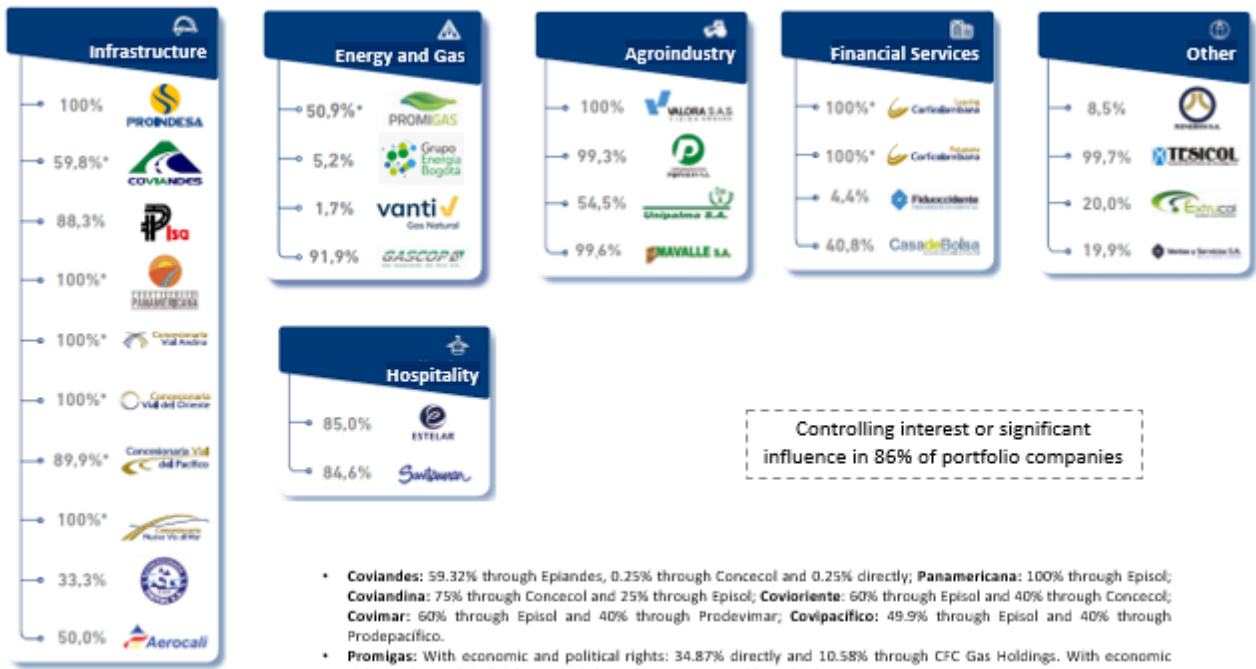 Infrastructure
100%
PROINDESA
59,8%*
COVIANDES
88,3%
PIsa
100%*
PANAMERICANA
100%*
Concesionaria
Vial Andina
100%*
Concesionaria
Vial del Oriente
89,9%*
Concesionaria Vial
del Pacífico
100%*
Concesionaria
Nueva Vía al Mar
33,3%
50,0%
Aerocali
Energy and Gas
50,9%*
PROMIGAS
5,2%
Grupo
Energía
Bogotá
1,7%
vanti
Gas Natural
91,9%
GASCOP
Agroindustry
100%
VALORA S.A.S.
99,3%
54,5%
Unipalma S.A.
99,6%
MAVALLE S.A.
Financial Services
100%*
Leasing
Corficolombiana
100%*
Fiduciaria
Corficolombiana
4,4%
Fiduoccidente
40,8%
CasadeBolsa
Other
8,5%
99,7%
TESICOL
20,0%
Extrucol
19,9%
Ventas y Servicios S.A.
Hospitality
85,0%
ESTELAR
84,6%
Santamar
Controlling interest or significant
influence in 86% of portfolio companies
• Coviandes: 59.32% through Epiandes, 0.25% through Concecol and 0.25% directly; Panamericana: 100% through Episol;
Coviandina: 75% through Concecol and 25% through Episol; Covioriente: 60% through Episol and 40% through Concecol;
Covimar: 60% through Episol and 40% through Prodevimar; Covipacífico: 49.9% through Episol and 40% through
Prodepacífico.
• Promigas: With economic and political rights: 34.87% directly and 10.58% through CFC Gas Holdings. With economic